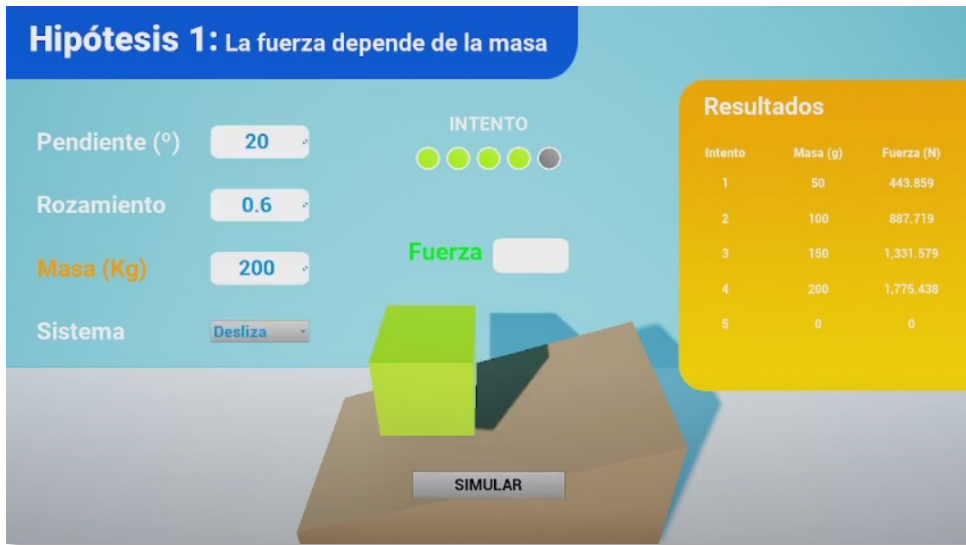 Hipótesis 1: La fuerza depende de la masa
Pendiente (º) 20
Rozamiento 0.6
Masa (Kg) 200
Sistema Desliza
INTENTO
Fuerza
SIMULAR
Resultados
Intento Masa (g) Fuerza (N)
1 50 443.859
2 100 887.719
3 150 1,331.579
4 200 1,775.438
5 0 0